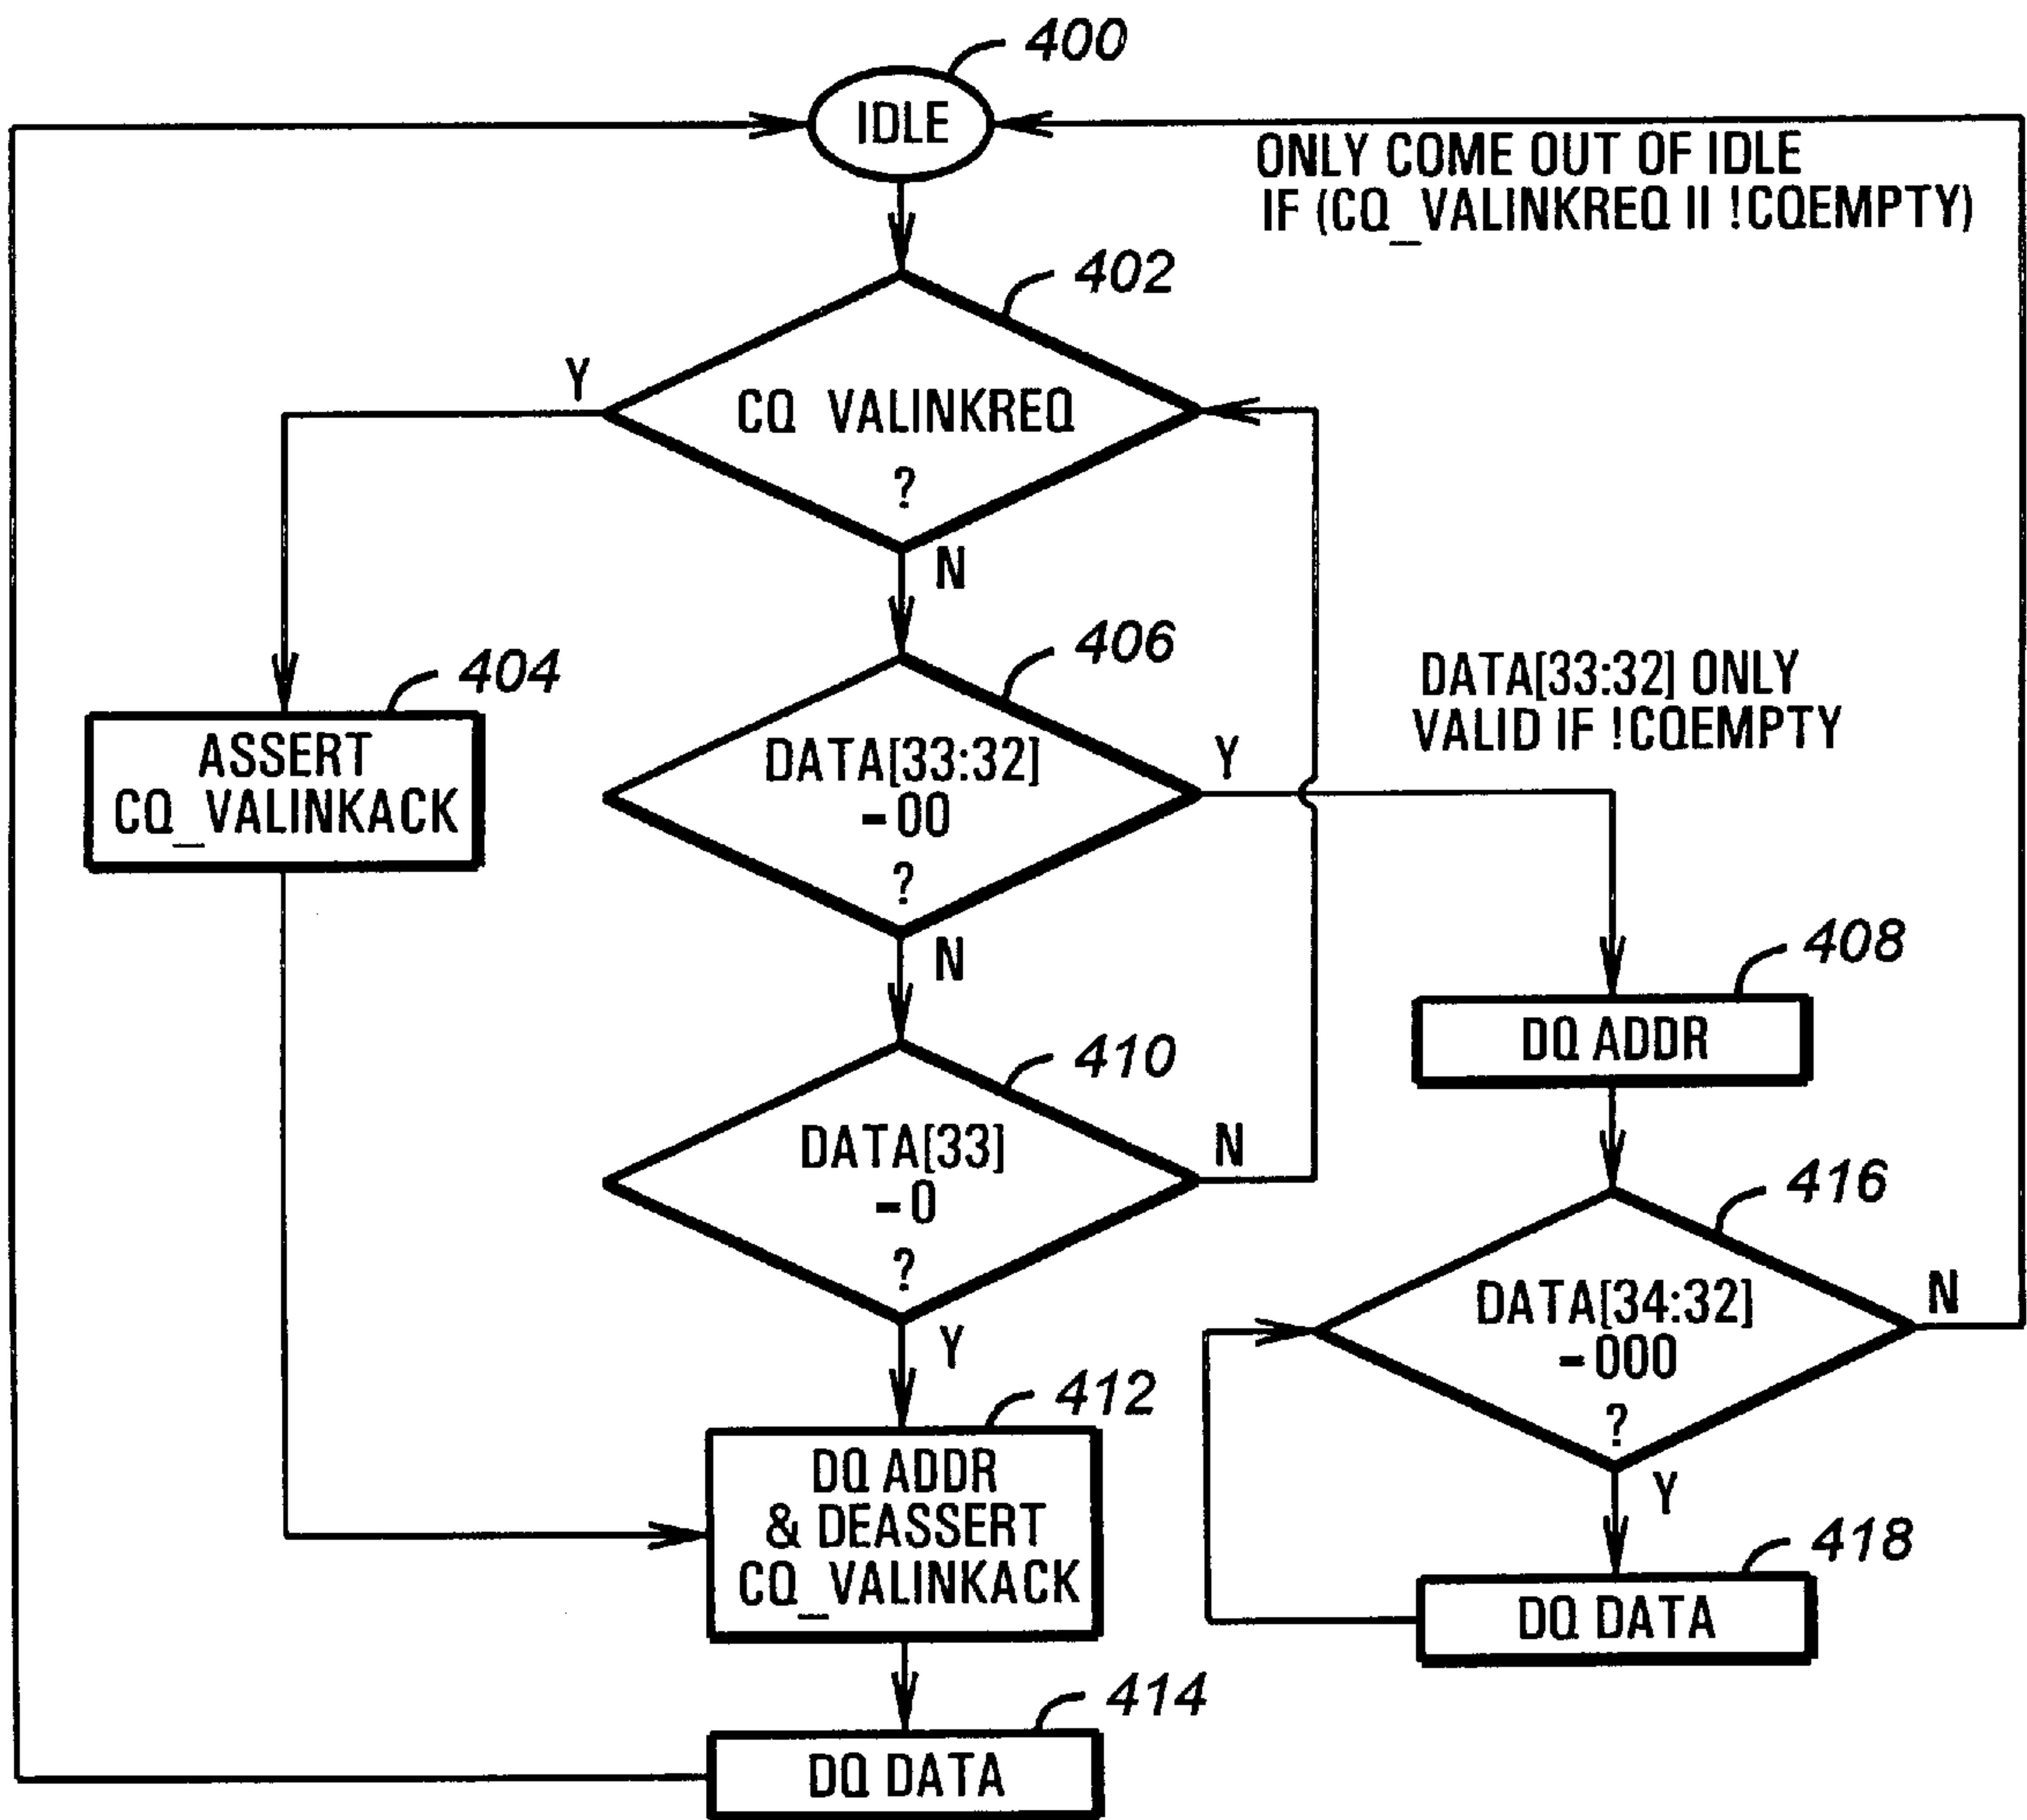 400
IDLE
ONLY COME OUT OF IDLE
IF (CQ_VALINKREQ II !CQEMPTY)
402
Y
CQ VALINKREQ
?
N
404
ASSERT
CQ_VALINKACK
406
DATA[33:32]
=00
?
Y
N
DATA[33:32] ONLY
VALID IF !CQEMPTY
408
DQ ADDR
410
DATA[33]
=0
?
N
Y
416
DATA[34:32]
=000
?
N
Y
412
DQ ADDR
& DEASSERT
CQ_VALINKACK
418
DQ DATA
414
DQ DATA